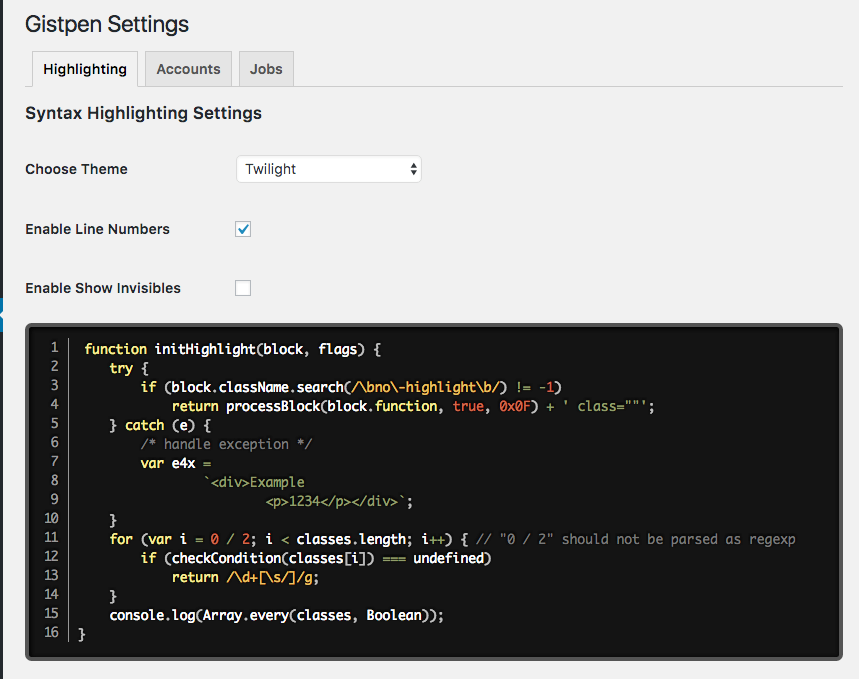 Gistpen Settings
Highlighting Accounts Jobs
Syntax Highlighting Settings
Choose Theme Twilight
Enable Line Numbers
Enable Show Invisibles
1 function initHighlight(block, flags) {
2 try {
3 if (block.className.search(/\bno\-highlight\b/) != -1)
4 return processBlock(block.function, true, 0x0F) + ' class=""';
5 } catch (e) {
6 /* handle exception */
7 var e4x =
8 `<div>Example
9 <p>1234</p></div>`;
10 }
11 for (var i = 0 / 2; i < classes.length; i++) { // "0 / 2" should not be parsed as regexp
12 if (checkCondition(classes[i]) === undefined)
13 return /\d+[\s/]/g;
14 }
15 console.log(Array.every(classes, Boolean));
16 }